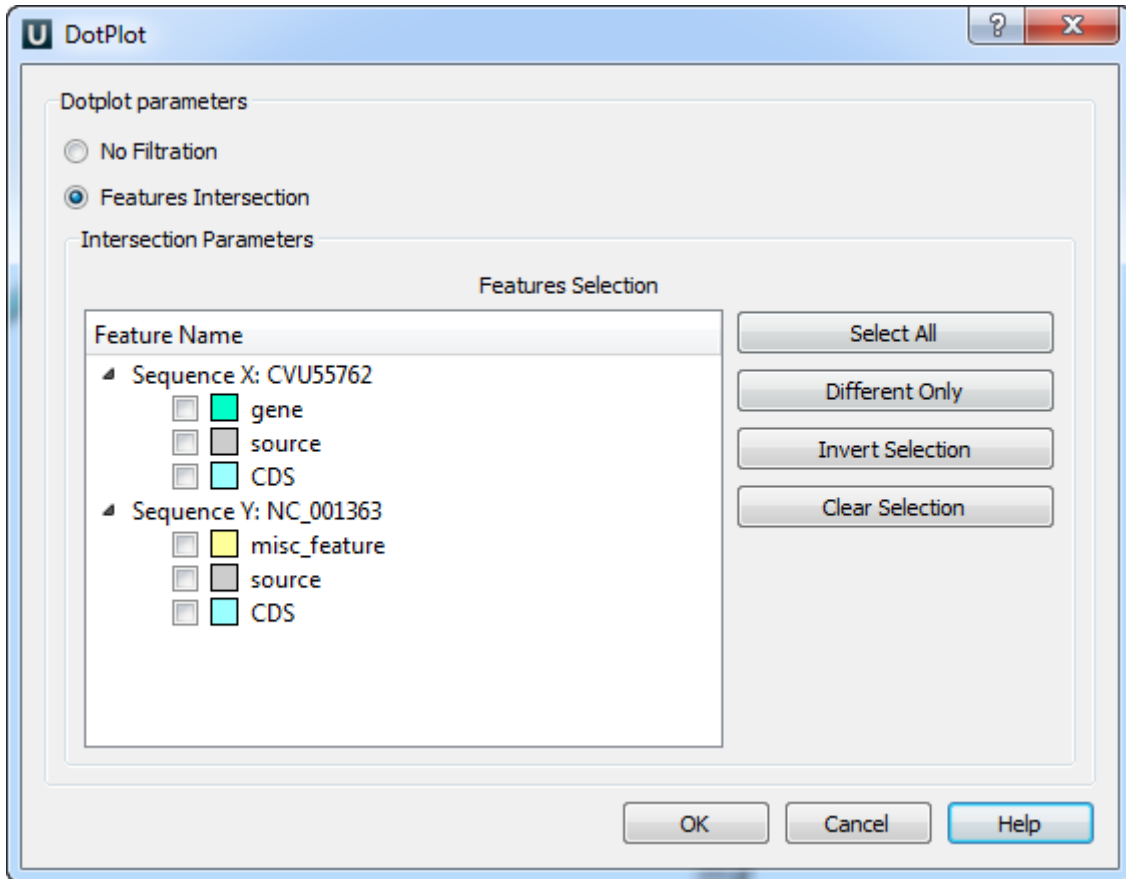 U DotPlot
Dotplot parameters
No Filtration
Features Intersection
Intersection Parameters
Features Selection
Feature Name
Select All
Sequence X: CVU55762
Different Only
gene
source
Invert Selection
CDS
Clear Selection
Sequence Y: NC_001363
misc_feature
source
CDS
OK Cancel Help